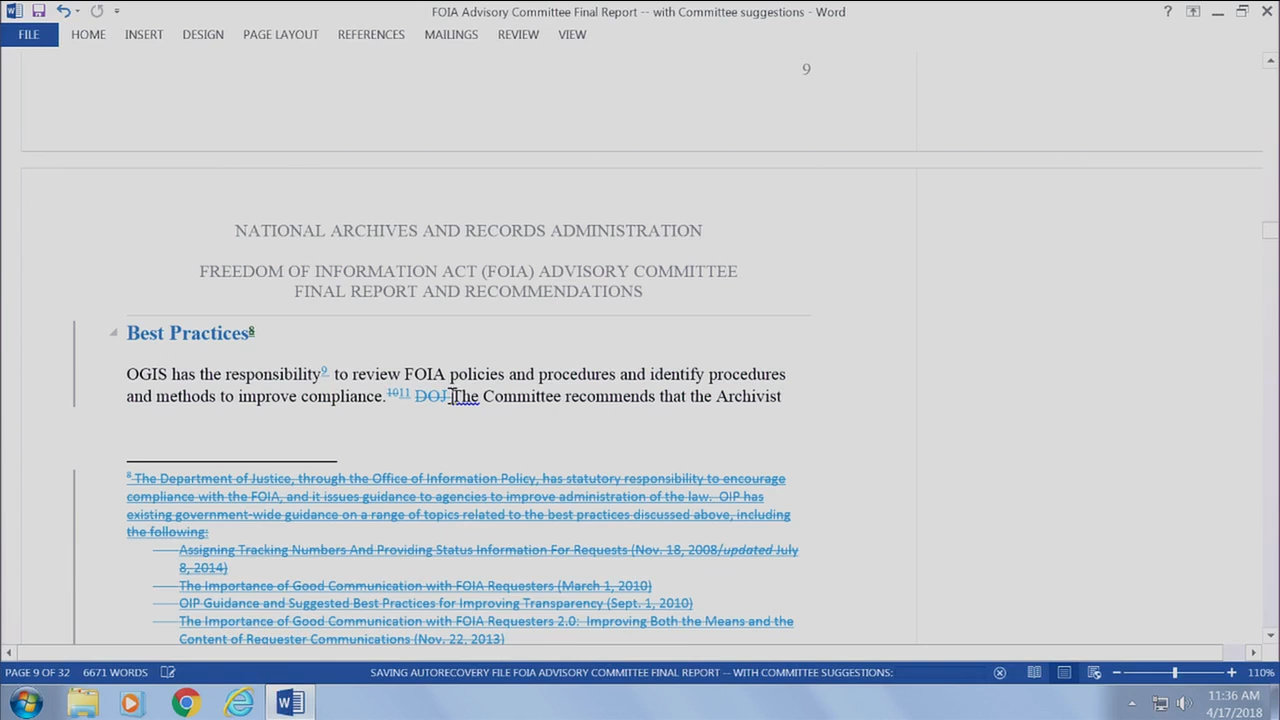 FOIA Advisory Committee Final Report -- with Committee suggestions - Word
FILE HOME INSERT DESIGN PAGE LAYOUT REFERENCES MAILINGS REVIEW VIEW
9
NATIONAL ARCHIVES AND RECORDS ADMINISTRATION
FREEDOM OF INFORMATION ACT (FOIA) ADVISORY COMMITTEE
FINAL REPORT AND RECOMMENDATIONS
Best Practices8
OGIS has the responsibility9 to review FOIA policies and procedures and identify procedures
and methods to improve compliance.1011 DOJ The Committee recommends that the Archivist
8 The Department of Justice, through the Office of Information Policy, has statutory responsibility to encourage
compliance with the FOIA, and it issues guidance to agencies to improve administration of the law. OIP has
existing government-wide guidance on a range of topics related to the best practices discussed above, including
the following:
Assigning Tracking Numbers And Providing Status Information For Requests (Nov. 18, 2008/updated July
8, 2014)
The Importance of Good Communication with FOIA Requesters (March 1, 2010)
OIP Guidance and Suggested Best Practices for Improving Transparency (Sept. 1, 2010)
The Importance of Good Communication with FOIA Requesters 2.0: Improving Both the Means and the
Content of Requester Communications (Nov. 22, 2013)
PAGE 9 OF 32 6671 WORDS SAVING AUTORECOVERY FILE FOIA ADVISORY COMMITTEE FINAL REPORT -- WITH COMMITTEE SUGGESTIONS: 110%
11:36 AM
4/17/2018